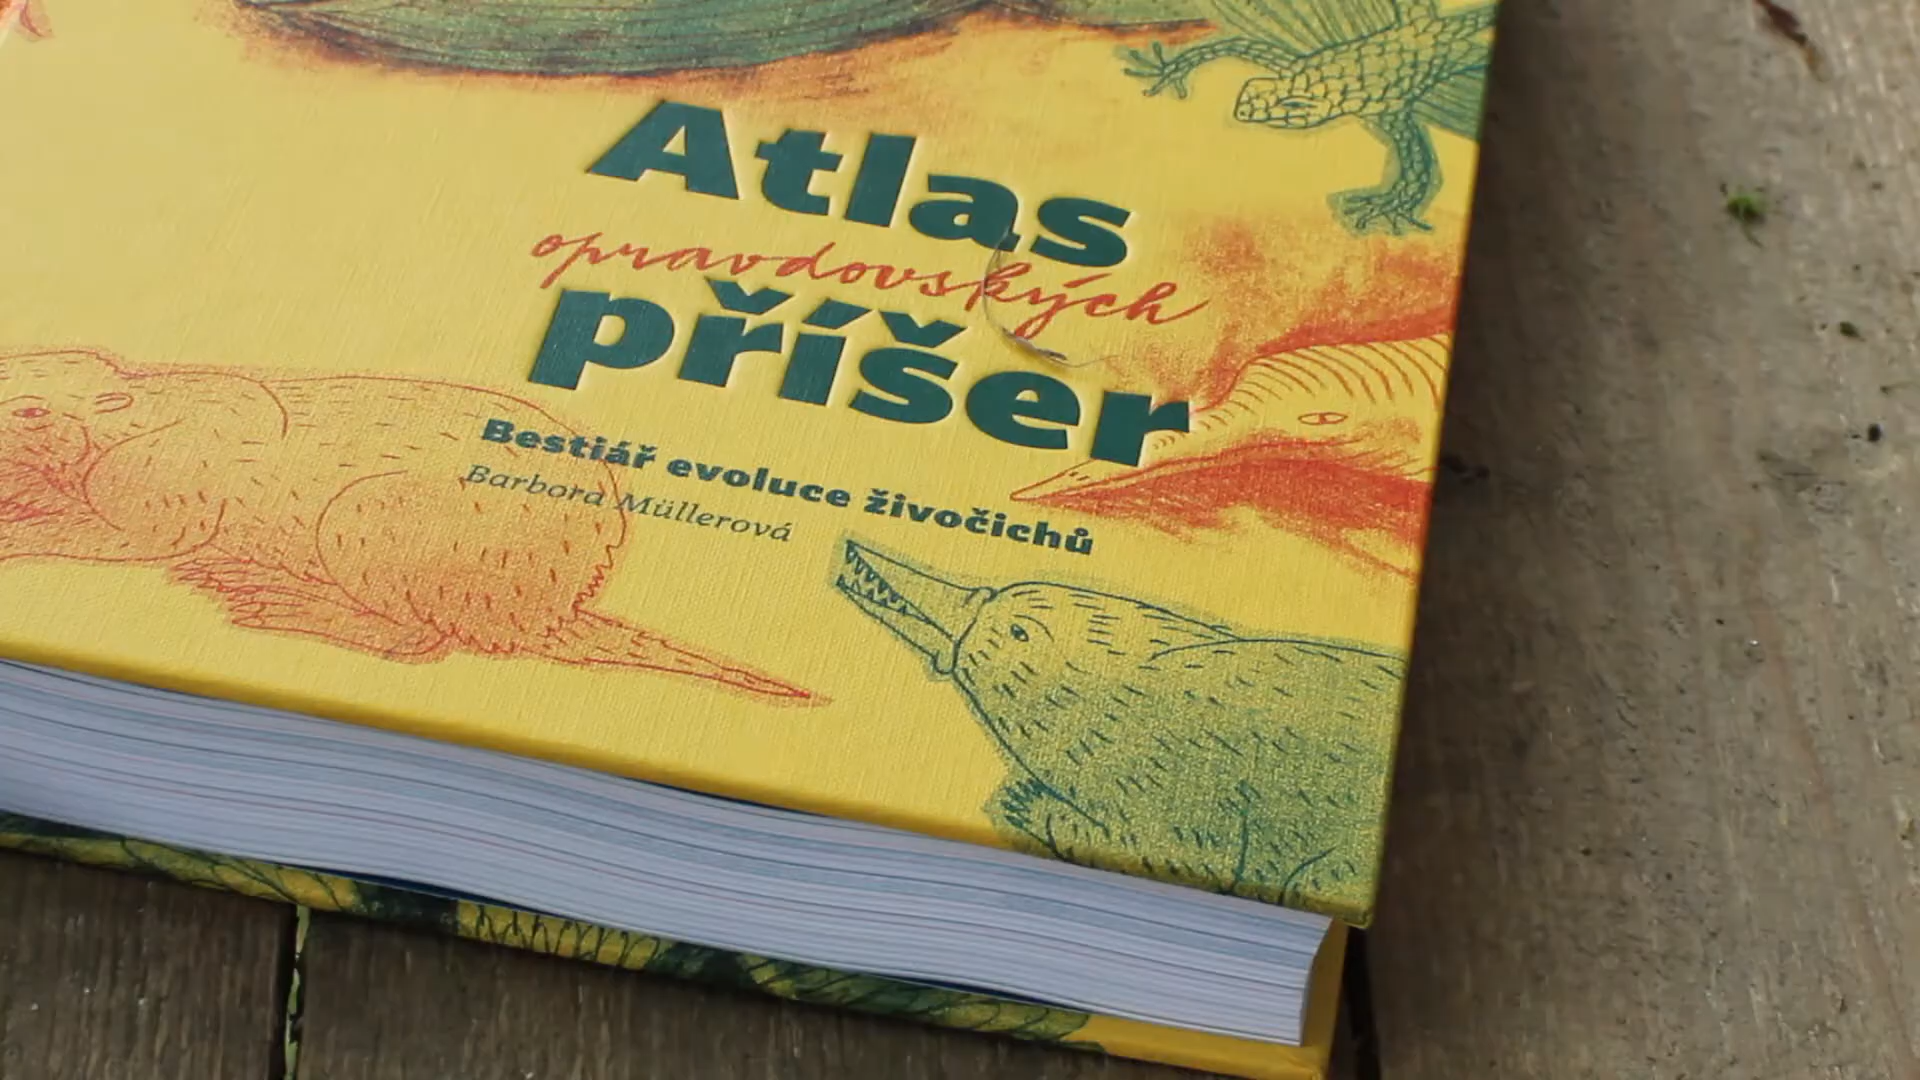 Atlas
opravdovských
příšer
Bestiář evoluce živočichů
Barbora Müllerová